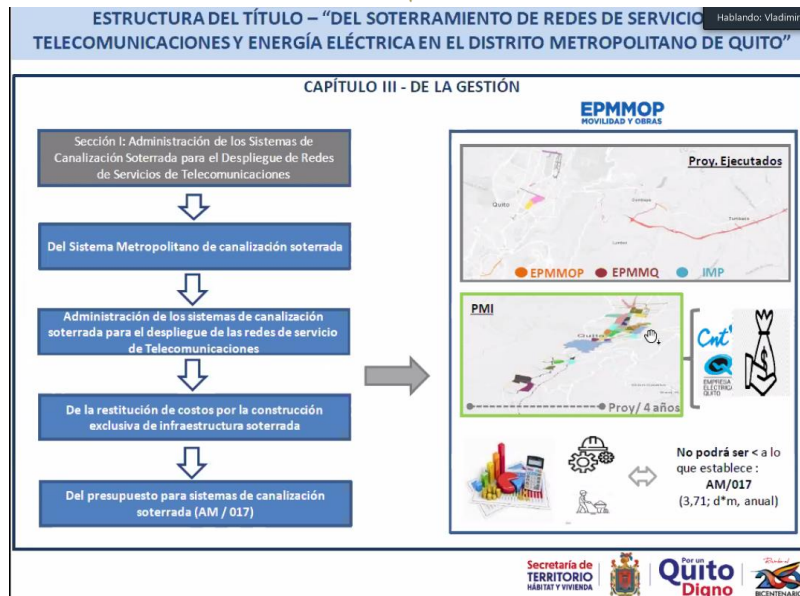 ESTRUCTURA DEL TÍTULO – “DEL SOTERRAMIENTO DE REDES DE SERVICIO
Hablando: Vladimir
TELECOMUNICACIONES Y ENERGÍA ELÉCTRICA EN EL DISTRITO METROPOLITANO DE QUITO”
CAPÍTULO III - DE LA GESTIÓN
Sección I: Administración de los Sistemas de
Canalización Soterrada para el Despliegue de Redes
de Servicios de Telecomunicaciones
Del Sistema Metropolitano de canalización soterrada
Administración de los sistemas de canalización
soterrada para el despliegue de las redes de servicio
de Telecomunicaciones
De la restitución de costos por la construcción
exclusiva de infraestructura soterrada
Del presupuesto para sistemas de canalización
soterrada (AM / 017)
EPMMOP
MOVILIDAD Y OBRAS
Proy. Ejecutados
Quito
EPMMOP
EPMMQ
IMP
PMI
Quito
Proy/ 4 años
Cnt
EMPRESA
ELÉCTRICA
QUITO
No podrá ser < a lo
que establece :
AM/017
(3,71; d*m, anual)
Secretaría de
TERRITORIO
HÁBITAT Y VIVIENDA
Por un
Quito
Digno
BICENTENARIO